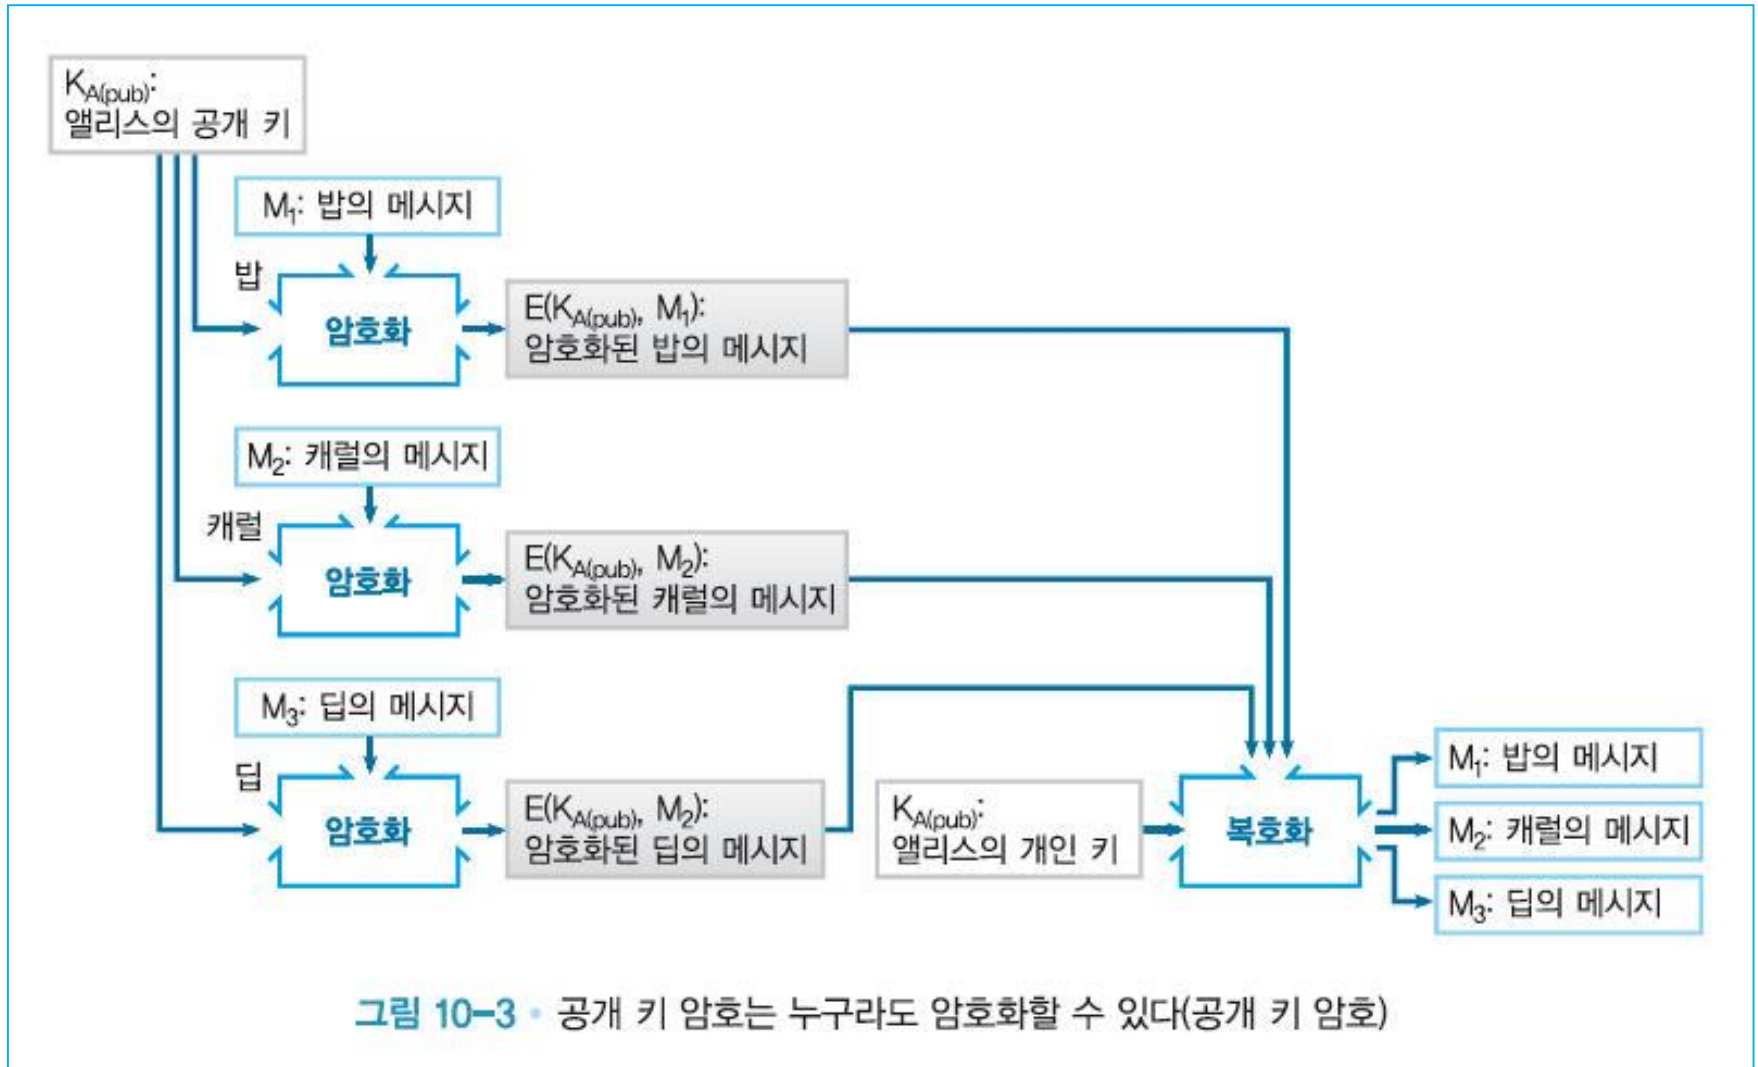 K_A(pub):
앨리스의 공개 키
M₁: 밥의 메시지
밥
암호화
E(K_A(pub), M₁):
암호화된 밥의 메시지
M₂: 캐럴의 메시지
캐럴
암호화
E(K_A(pub), M₂):
암호화된 캐럴의 메시지
M₃: 딥의 메시지
딥
암호화
E(K_A(pub), M₂):
암호화된 딥의 메시지
K_A(pub):
앨리스의 개인 키
복호화
M₁: 밥의 메시지
M₂: 캐럴의 메시지
M₃: 딥의 메시지
그림 10-3 • 공개 키 암호는 누구라도 암호화할 수 있다(공개 키 암호)